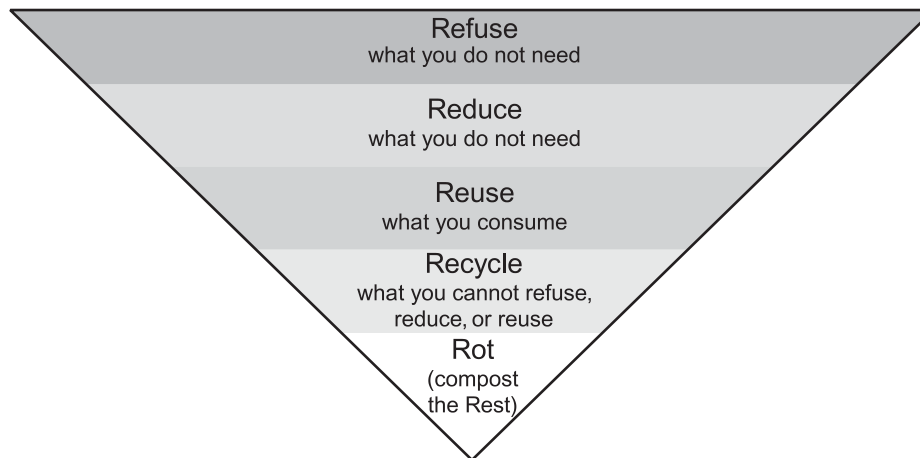 Refuse
what you do not need
Reduce
what you do not need
Reuse
what you consume
Recycle
what you cannot refuse,
reduce, or reuse
Rot
(compost
the Rest)